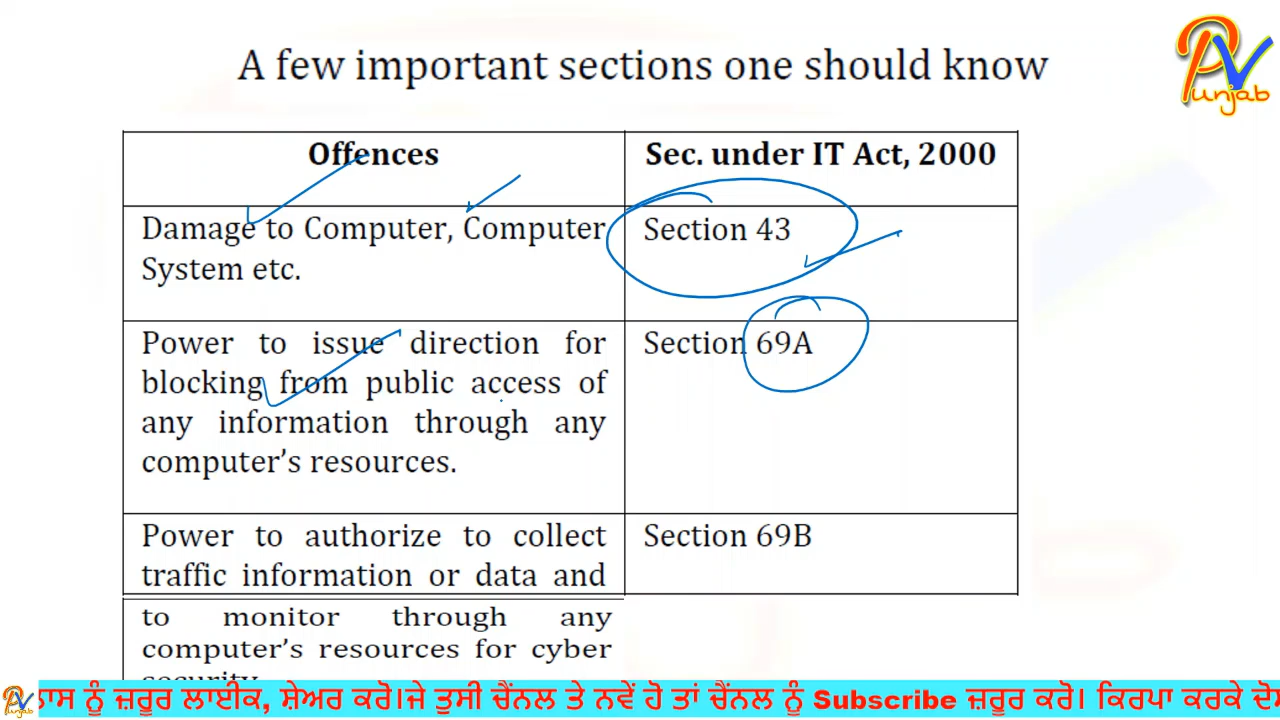 A few important sections one should know
PV
unjab
Offences
Sec. under IT Act, 2000
Damage to Computer, Computer
System etc.
Section 43
Power to issue direction for
blocking from public access of
any information through any
computer's resources.
Section 69A
Power to authorize to collect
traffic information or data and
to monitor through any
computer's resources for cyber
security
Section 69B
ਨੂੰ ਜ਼ਰੂਰ ਲਾਈਕ, ਸ਼ੇਅਰ ਕਰੋ।ਜੇ ਤੁਸੀ ਚੈਂਨਲ ਤੇ ਨਵੇਂ ਹੋ ਤਾਂ ਚੈਂਨਲ ਨੂੰ Subscribe ਜ਼ਰੂਰ ਕਰੋ। ਕਿਰਪਾ ਕਰਕੇ